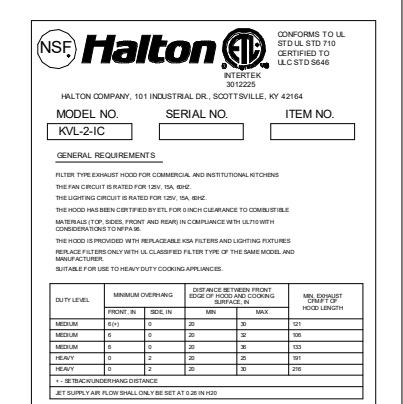 NSF.
Halton
ETL
CONFORMS TO UL
STD UL STD 710
CERTIFIED TO
ULC STD S646
INTERTEK
3012225
HALTON COMPANY, 101 INDUSTRIAL DR., SCOTTSVILLE, KY 42164
MODEL NO. SERIAL NO. ITEM NO.
KVL-2-IC
GENERAL REQUIREMENTS
FILTER TYPE EXHAUST HOOD FOR COMMERCIAL AND INSTITUTIONAL KITCHENS
THE FAN CIRCUIT IS RATED FOR 125V, 15A, 60HZ.
THE LIGHTING CIRCUIT IS RATED FOR 125V, 15A, 60HZ.
THE HOOD HAS BEEN CERTIFIED BY ETL FOR 0 INCH CLEARANCE TO COMBUSTIBLE
MATERIALS (TOP, SIDES, FRONT AND REAR) IN COMPLIANCE WITH UL710 WITH
CONSIDERATIONS TO NFPA 96.
THE HOOD IS PROVIDED WITH REPLACEABLE KSA FILTERS AND LIGHTING FIXTURES
REPLACE FILTERS ONLY WITH UL CLASSIFIED FILTER TYPE OF THE SAME MODEL AND
MANUFACTURER.
SUITABLE FOR USE TO HEAVY DUTY COOKING APPLIANCES.
DUTY LEVEL
MINIMUM OVERHANG
FRONT, IN SIDE, IN
DISTANCE BETWEEN FRONT
EDGE OF HOOD AND COOKING
SURFACE, IN
MIN MAX
MIN, EXHAUST
CFM/FT OF
HOOD LENGTH
MEDIUM 6(+) 0 20 30 121
MEDIUM 6 0 20 32 106
MEDIUM 6 0 20 36 133
HEAVY 0 2 20 25 191
HEAVY 0 2 20 30 216
+ - SETBACK/UNDERHANG DISTANCE
JET SUPPLY AIR FLOW SHALL ONLY BE SET AT 0.26 IN H20